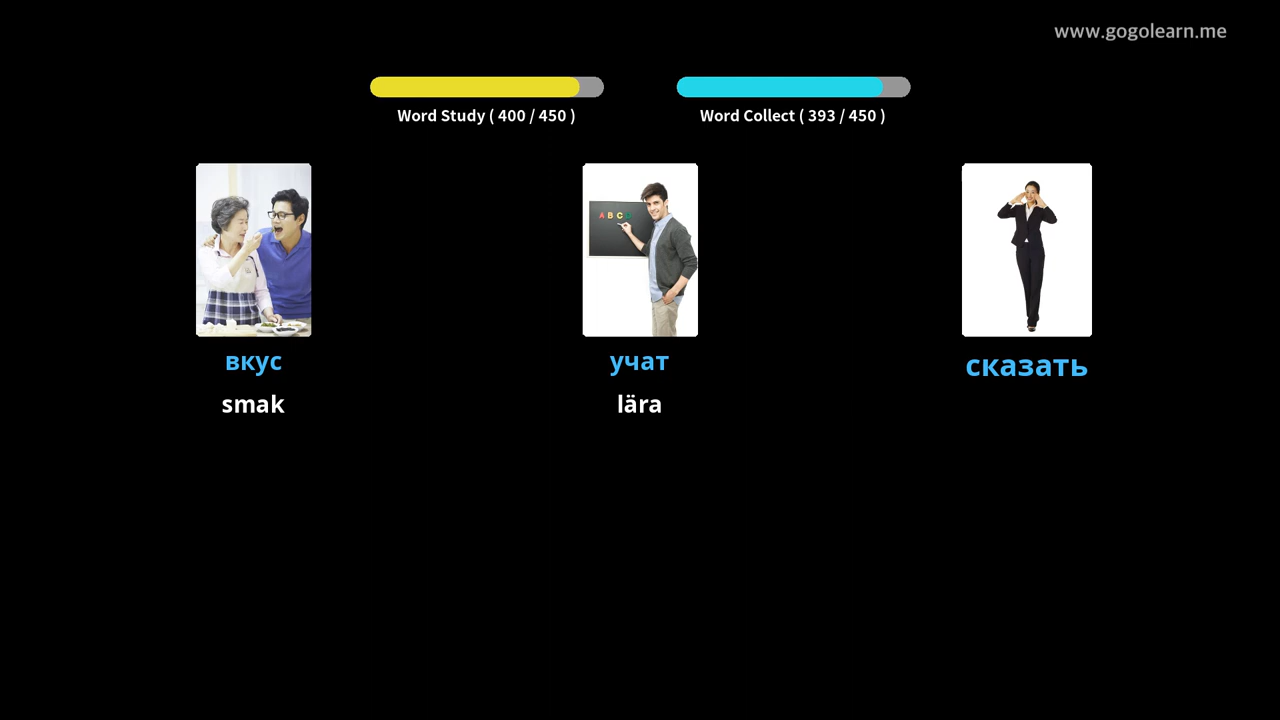 www.gogolearn.me
Word Study ( 400 / 450 )
Word Collect ( 393 / 450 )
A B C D
вкус
учат
сказать
smak
lära